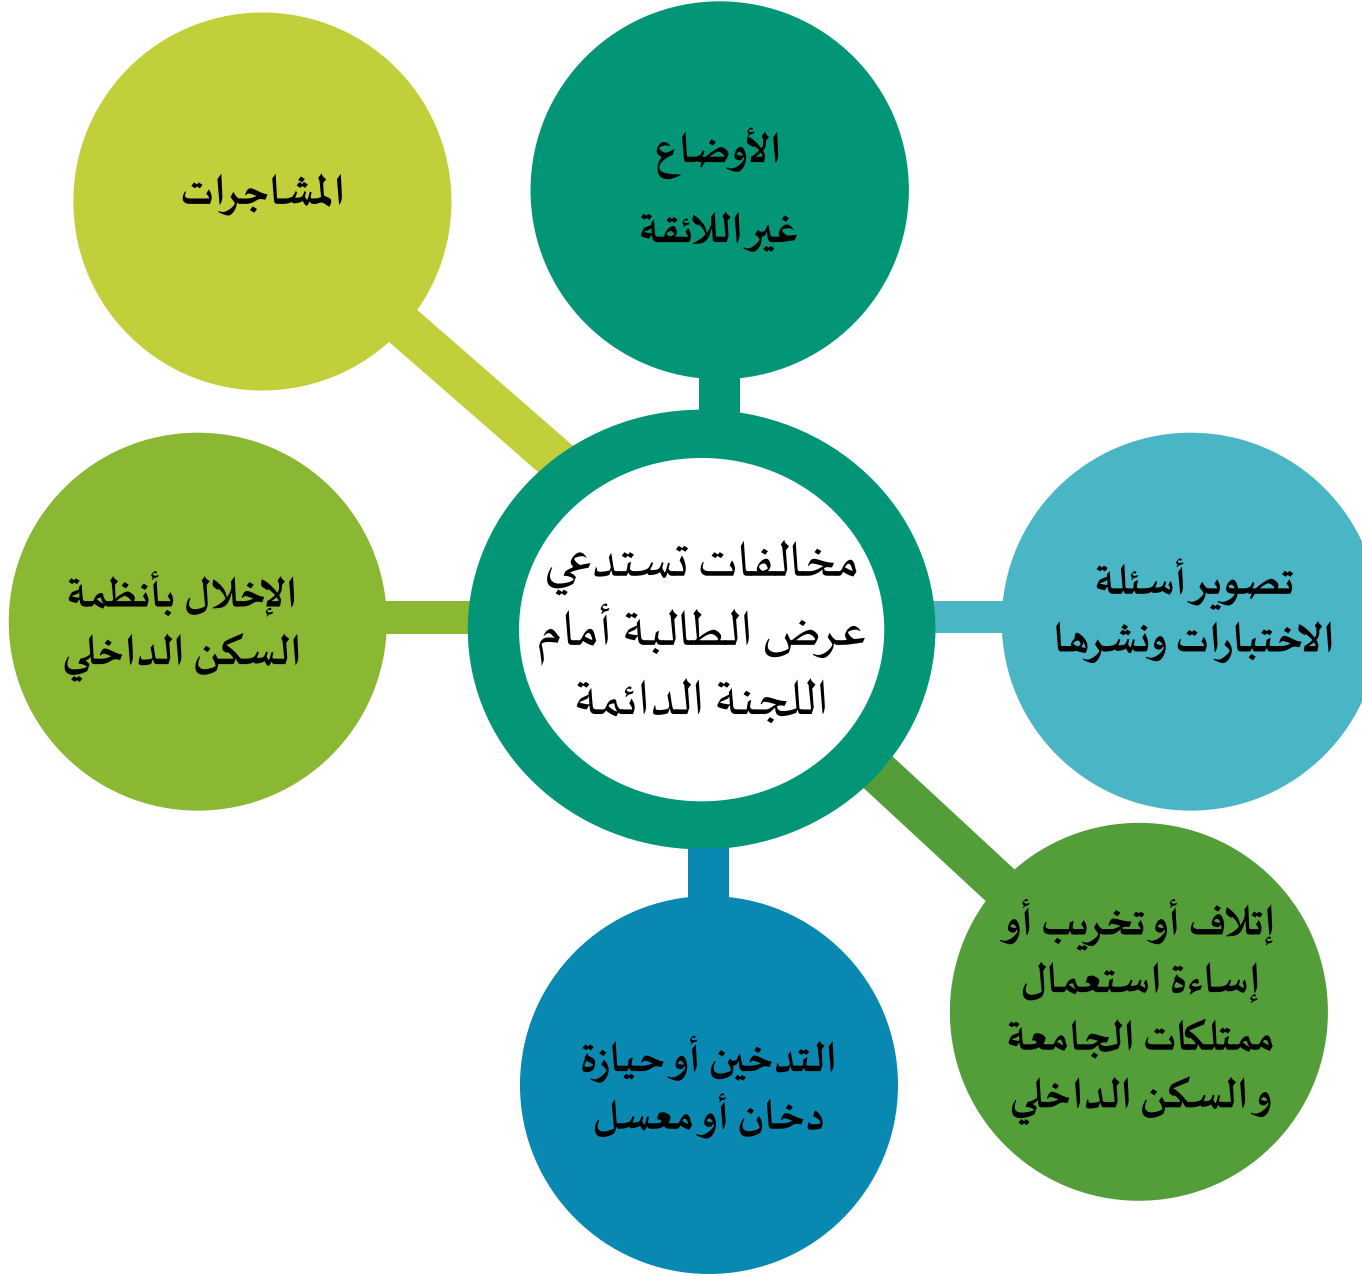 الأوضاع
غير اللائقة
المشاجرات
مخالفات تستدعي
عرض الطالبة أمام
اللجنة الدائمة
تصوير أسئلة
الاختبارات ونشرها
الإخلال بأنظمة
السكن الداخلي
إتلاف أو تخريب أو
إساءة استعمال
ممتلكات الجامعة
و السكن الداخلي
التدخين أو حيازة
دخان أو معسل